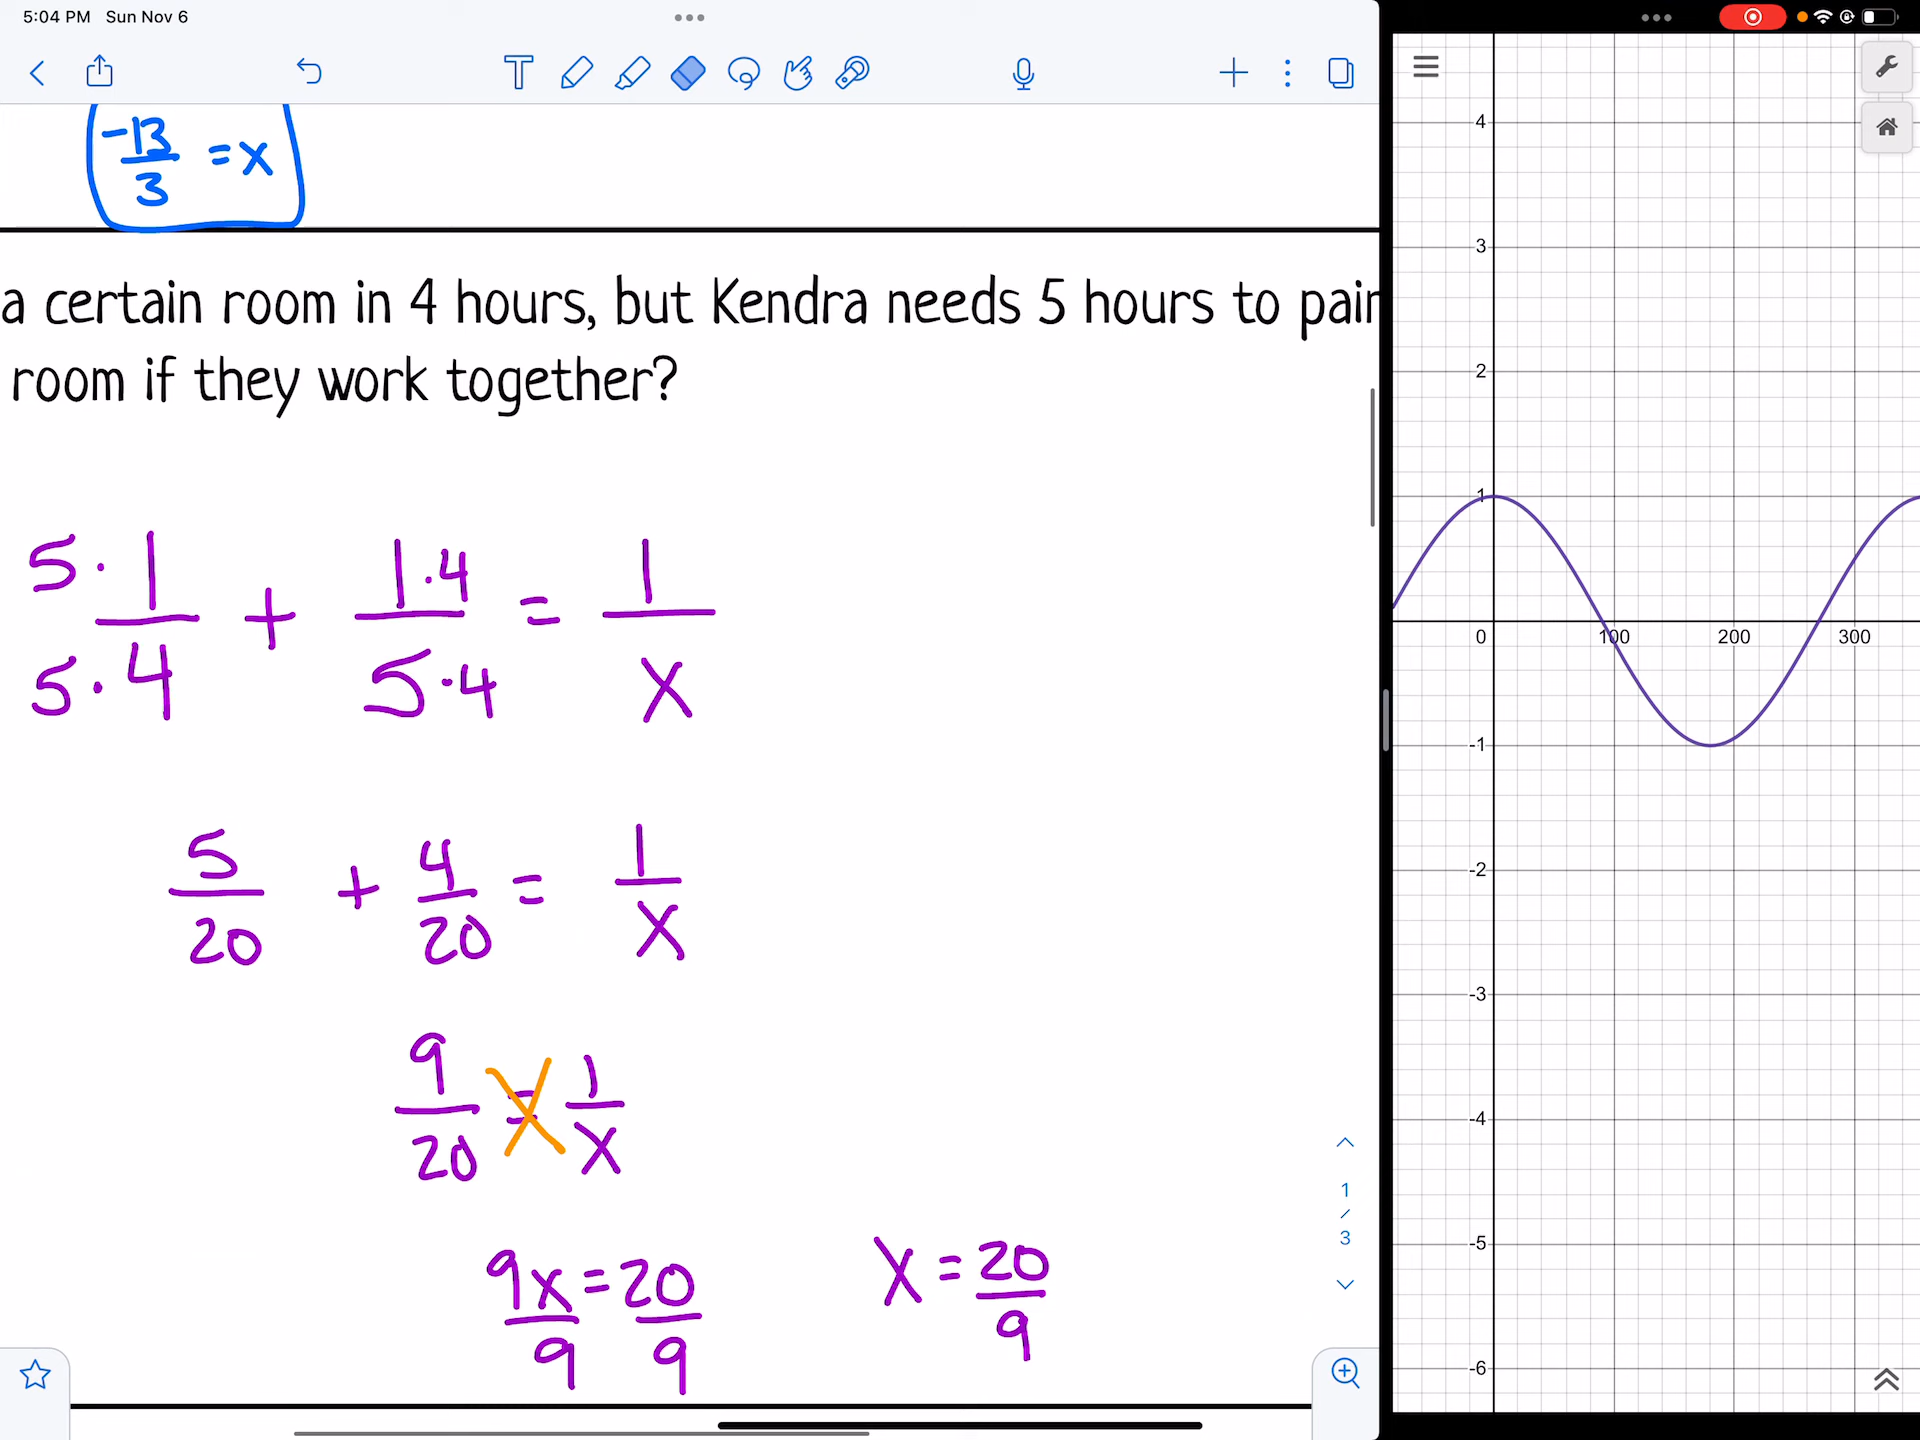 5:04 PM Sun Nov 6
T
-13/3 = x
a certain room in 4 hours, but Kendra needs 5 hours to pain
room if they work together?
5·1/5·4 + 1·4/5·4 = 1/x
5/20 + 4/20 = 1/x
9/20 = 1/x
9x/9 = 20/9 x = 20/9
1 / 3
4
3
2
1
0 100 200 300
-1
-2
-3
-4
-5
-6